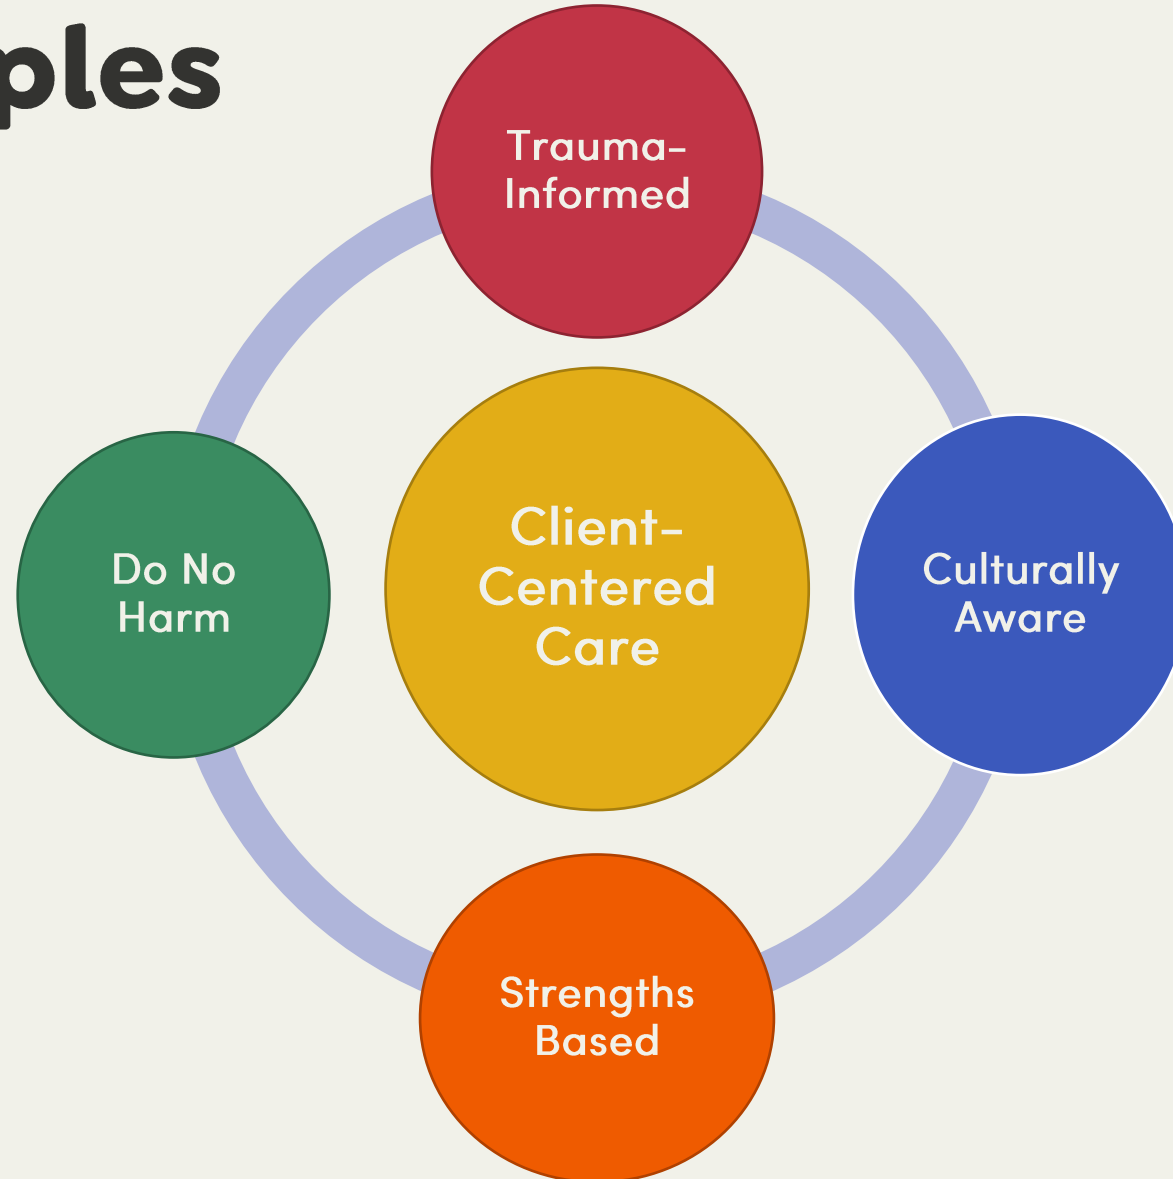 ples
Trauma-
Informed
Client-
Centered
Care
Do No
Harm
Culturally
Aware
Strengths
Based